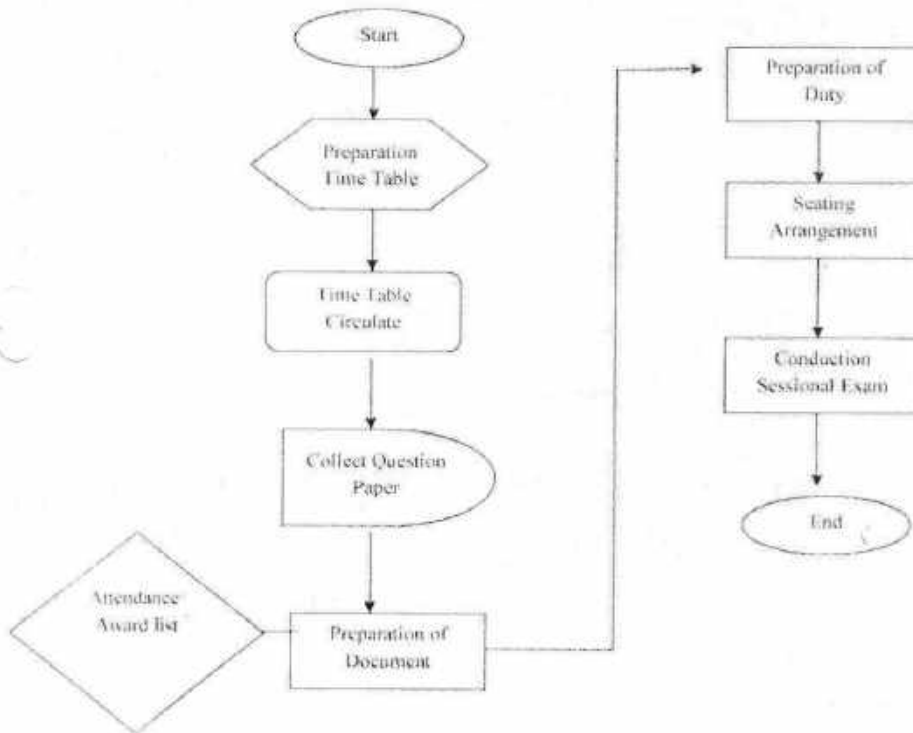 Start
Preparation
Time Table
Time Table
Circulate
Collect Question
Paper
Attendance
Award list
Preparation of
Document
Preparation of
Duty
Seating
Arrangement
Conduction
Sessional Exam
End